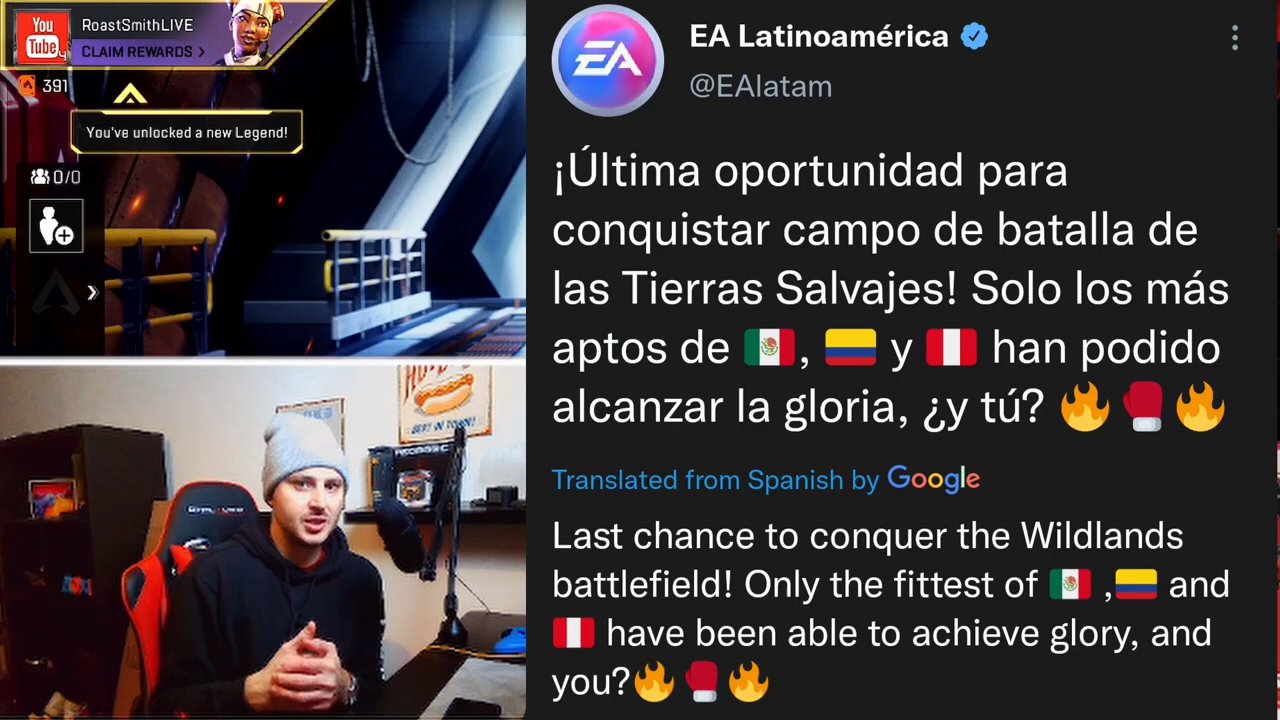 You
Tube
RoastSmithLIVE
CLAIM REWARDS >
391
You've unlocked a new Legend!
0/0
EA
EA Latinoamérica
@EAlatam
¡Última oportunidad para
conquistar campo de batalla de
las Tierras Salvajes! Solo los más
aptos de 🇲🇽, 🇨🇴 y 🇵🇪 han podido
alcanzar la gloria, ¿y tú? 🔥🥊🔥
Translated from Spanish by Google
Last chance to conquer the Wildlands
battlefield! Only the fittest of 🇲🇽 ,🇨🇴 and
🇵🇪 have been able to achieve glory, and
you?🔥🥊🔥